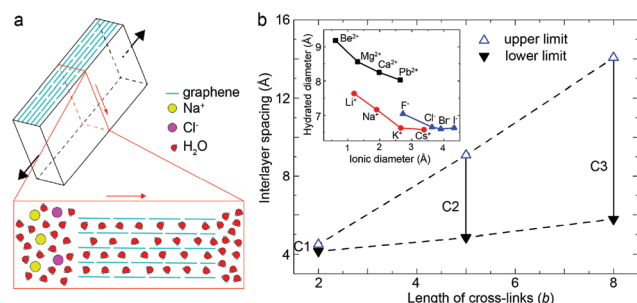 a
graphene
Na⁺
Cl⁻
H₂O
b
Interlayer spacing (Å)
16
12
8
4
2
4
6
8
Length of cross-links (b)
upper limit
lower limit
C1
C2
C3
Hydrated diameter (Å)
9
8
7
0
1
2
3
4
Ionic diameter (Å)
Be²⁺
Mg²⁺
Ca²⁺
Pb²⁺
Li⁺
Na⁺
K⁺
Cs⁺
F⁻
Cl⁻
Br⁻
I⁻